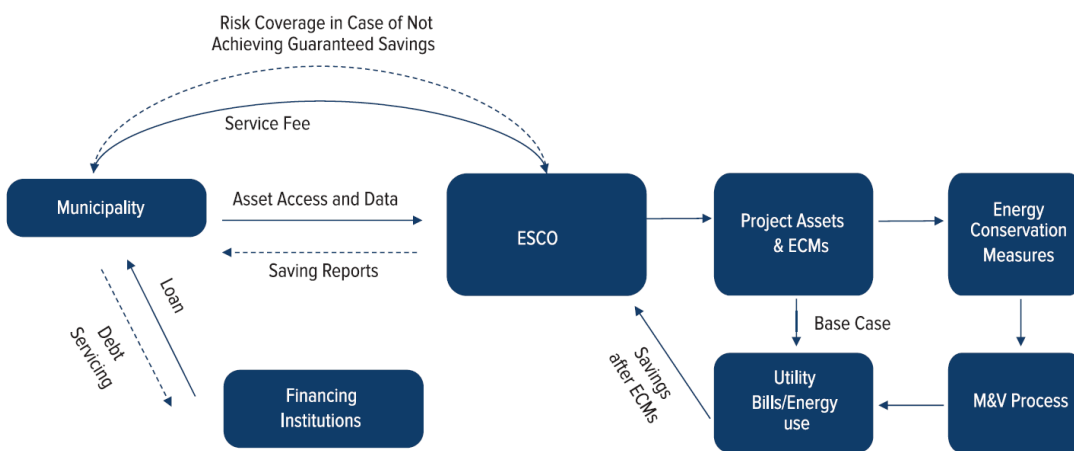 Risk Coverage in Case of Not
Achieving Guaranteed Savings
Service Fee
Municipality
Asset Access and Data
Saving Reports
ESCO
Project Assets
& ECMs
Energy
Conservation
Measures
Loan
Debt
Servicing
Financing
Institutions
Savings
after ECMs
Base Case
Utility
Bills/Energy
use
M&V Process